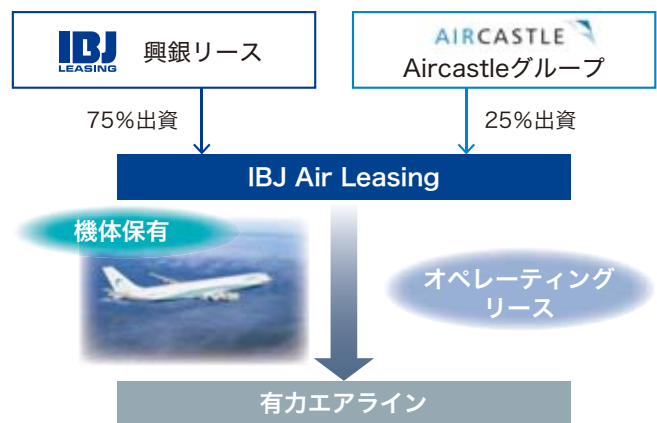 IBJ
LEASING
興銀リース
AIRCASTLE
Aircastleグループ
75%出資
25%出資
IBJ Air Leasing
機体保有
オペレーティング
リース
有力エアライン